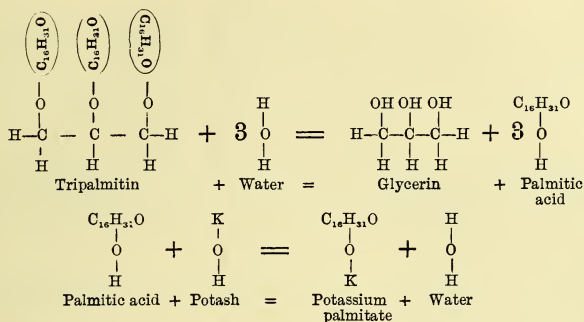 C₁₆H₃₁O C₁₆H₃₁O C₁₆H₃₁O
O O O H OH OH OH C₁₆H₃₁O
H–C – C – C–H + 3 O = H–C–C–C–H + 3 O
H H H H H H H H
Tripalmitin + Water = Glycerin + Palmitic
acid
C₁₆H₃₁O K C₁₆H₃₁O H
O + O = O + O
H H K H
Palmitic acid + Potash = Potassium + Water
palmitate